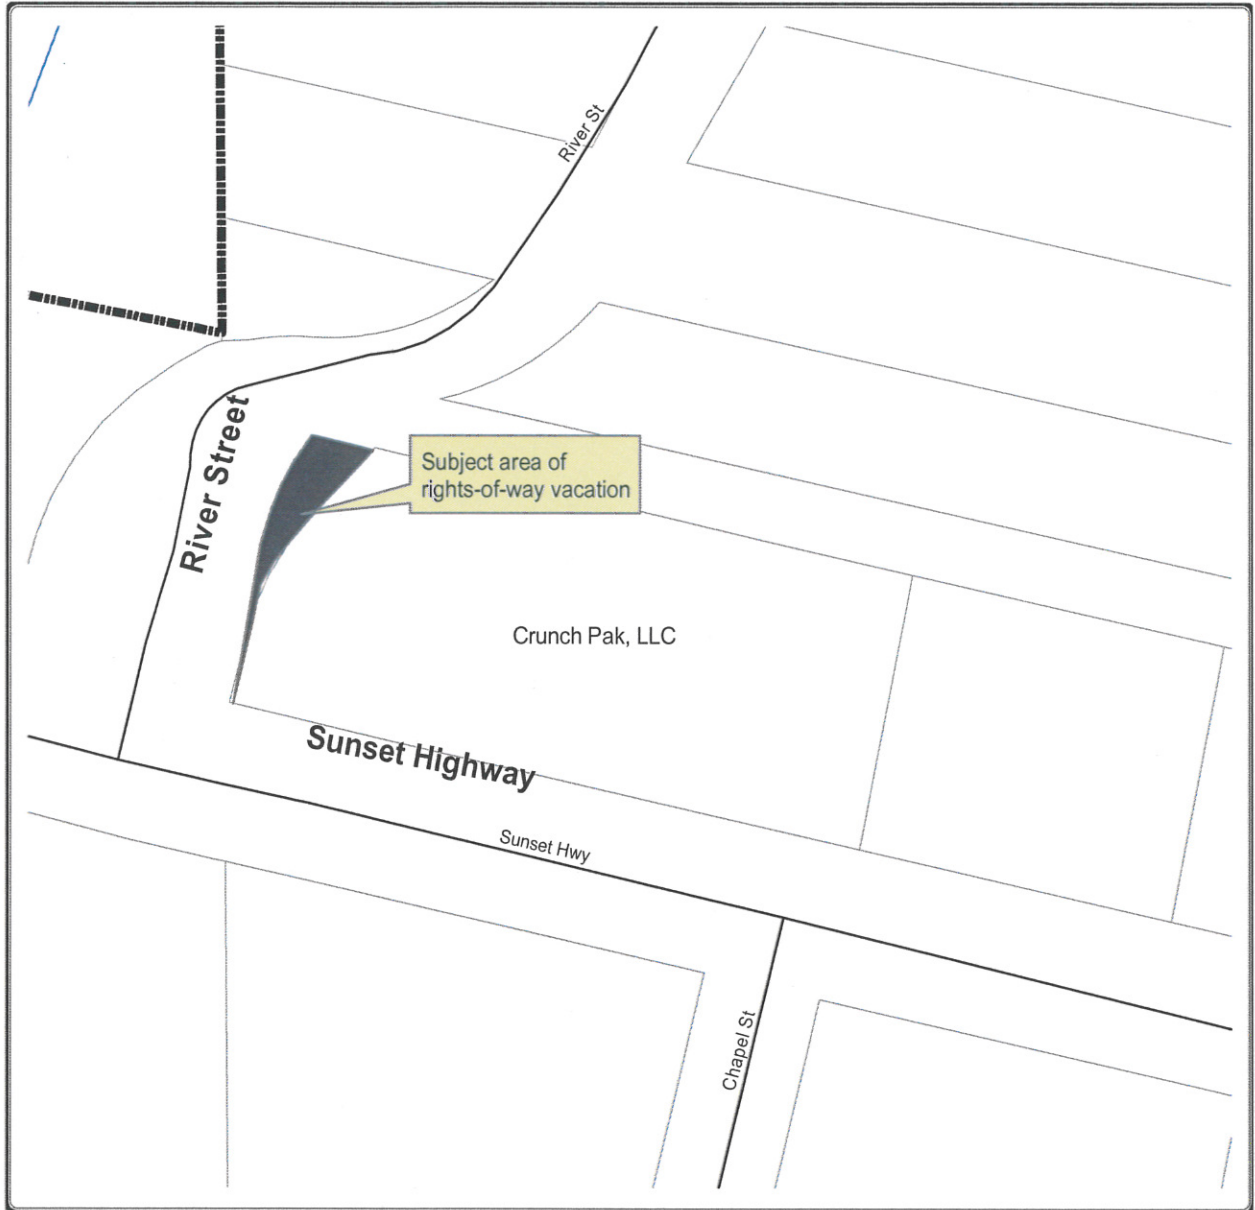 River St
River Street
Subject area of
rights-of-way vacation
Crunch Pak, LLC
Sunset Highway
Sunset Hwy
Chapel St